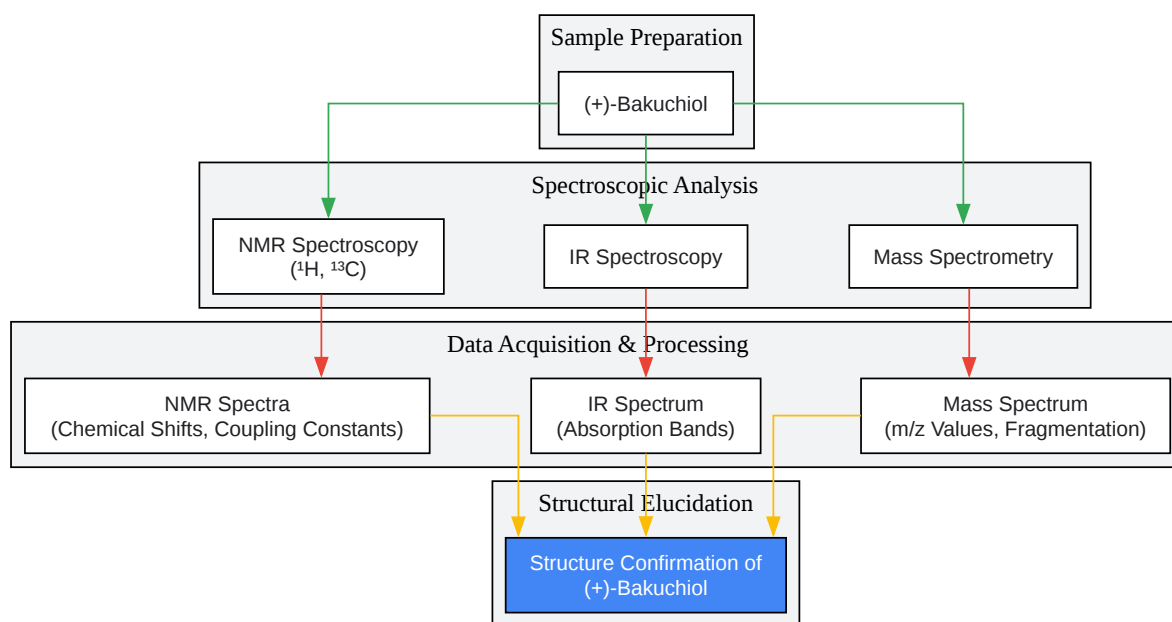 Sample Preparation
(+)-Bakuchiol
Spectroscopic Analysis
NMR Spectroscopy
(¹H, ¹³C)
IR Spectroscopy
Mass Spectrometry
Data Acquisition & Processing
NMR Spectra
(Chemical Shifts, Coupling Constants)
IR Spectrum
(Absorption Bands)
Mass Spectrum
(m/z Values, Fragmentation)
Structural Elucidation
Structure Confirmation of
(+)-Bakuchiol